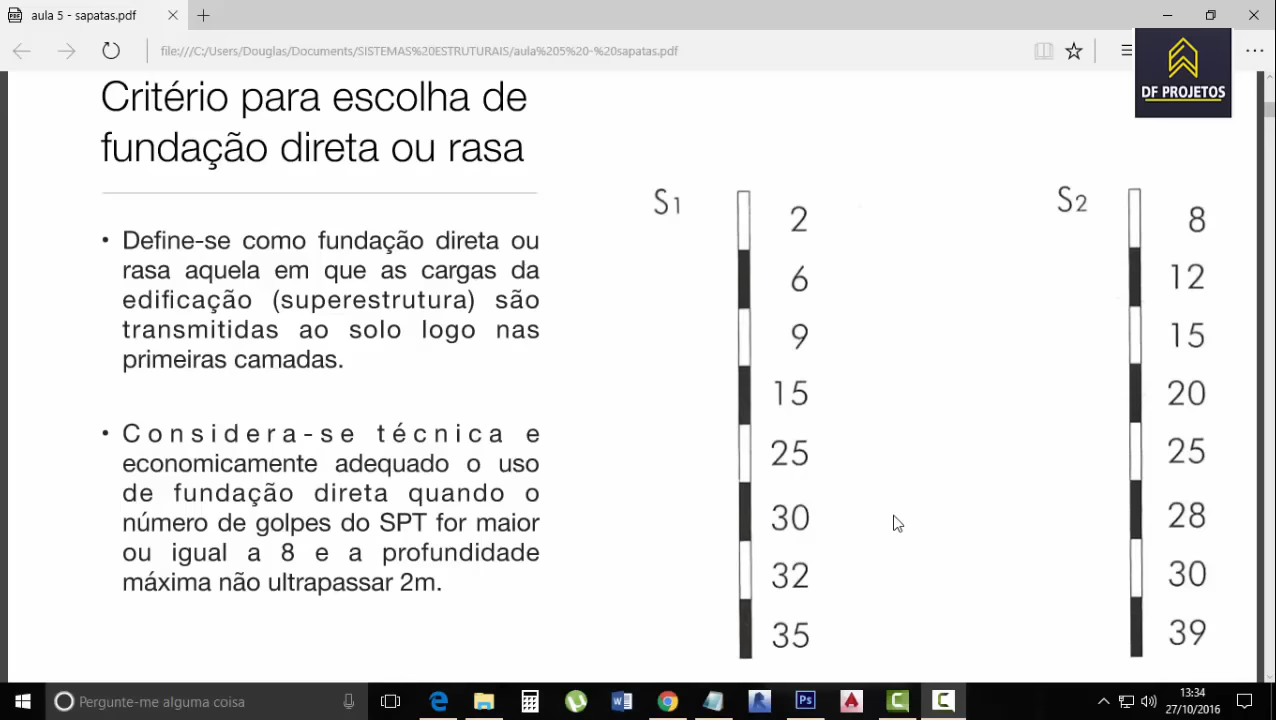 aula 5 - sapatas.pdf
file:///C:/Users/Douglas/Documents/SISTEMAS%20ESTRUTURAIS/aula%205%20-%20sapatas.pdf
DF PROJETOS
Critério para escolha de
fundação direta ou rasa
• Define-se como fundação direta ou
rasa aquela em que as cargas da
edificação (superestrutura) são
transmitidas ao solo logo nas
primeiras camadas.
• Considera-se técnica e
economicamente adequado o uso
de fundação direta quando o
número de golpes do SPT for maior
ou igual a 8 e a profundidade
máxima não ultrapassar 2m.
S1
2
6
9
15
25
30
32
35
S2
8
12
15
20
25
28
30
39
Pergunte-me alguma coisa
13:34
27/10/2016